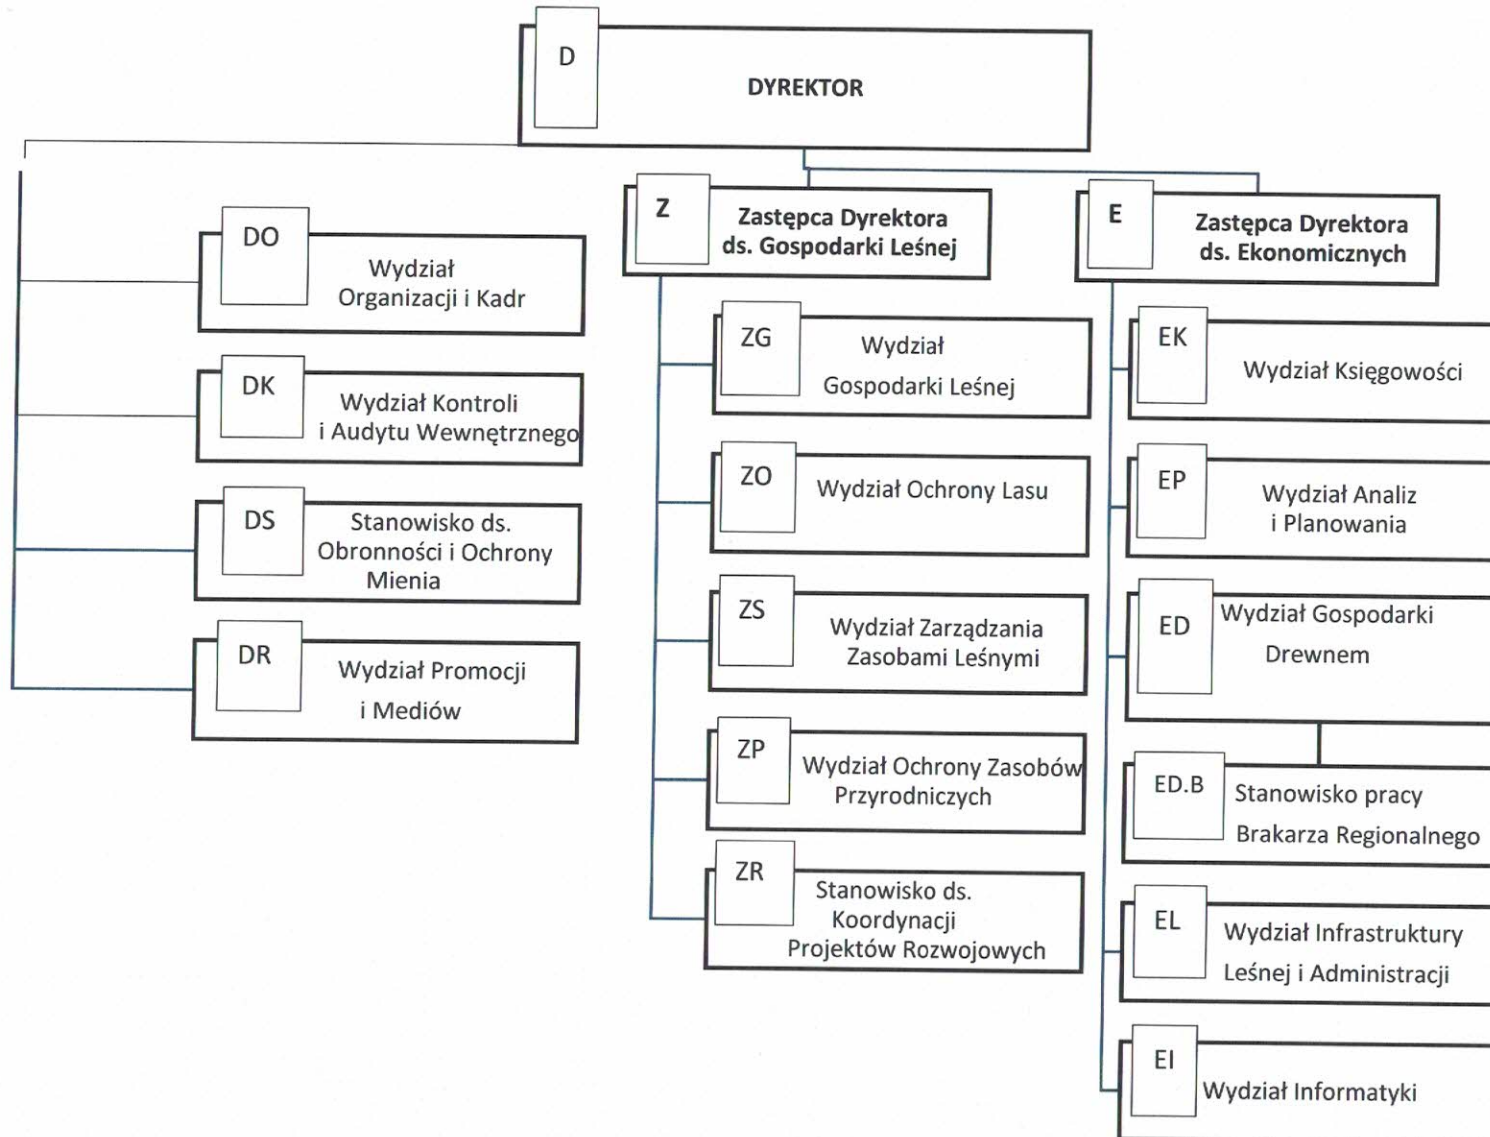 D
DYREKTOR
DO
Wydział
Organizacji i Kadr
DK
Wydział Kontroli
i Audytu Wewnętrznego
DS
Stanowisko ds.
Obronności i Ochrony
Mienia
DR
Wydział Promocji
i Mediów
Z
Zastępca Dyrektora
ds. Gospodarki Leśnej
ZG
Wydział
Gospodarki Leśnej
ZO
Wydział Ochrony Lasu
ZS
Wydział Zarządzania
Zasobami Leśnymi
ZP
Wydział Ochrony Zasobów
Przyrodniczych
ZR
Stanowisko ds.
Koordynacji
Projektów Rozwojowych
E
Zastępca Dyrektora
ds. Ekonomicznych
EK
Wydział Księgowości
EP
Wydział Analiz
i Planowania
ED
Wydział Gospodarki
Drewnem
ED.B
Stanowisko pracy
Brakarza Regionalnego
EL
Wydział Infrastruktury
Leśnej i Administracji
EI
Wydział Informatyki